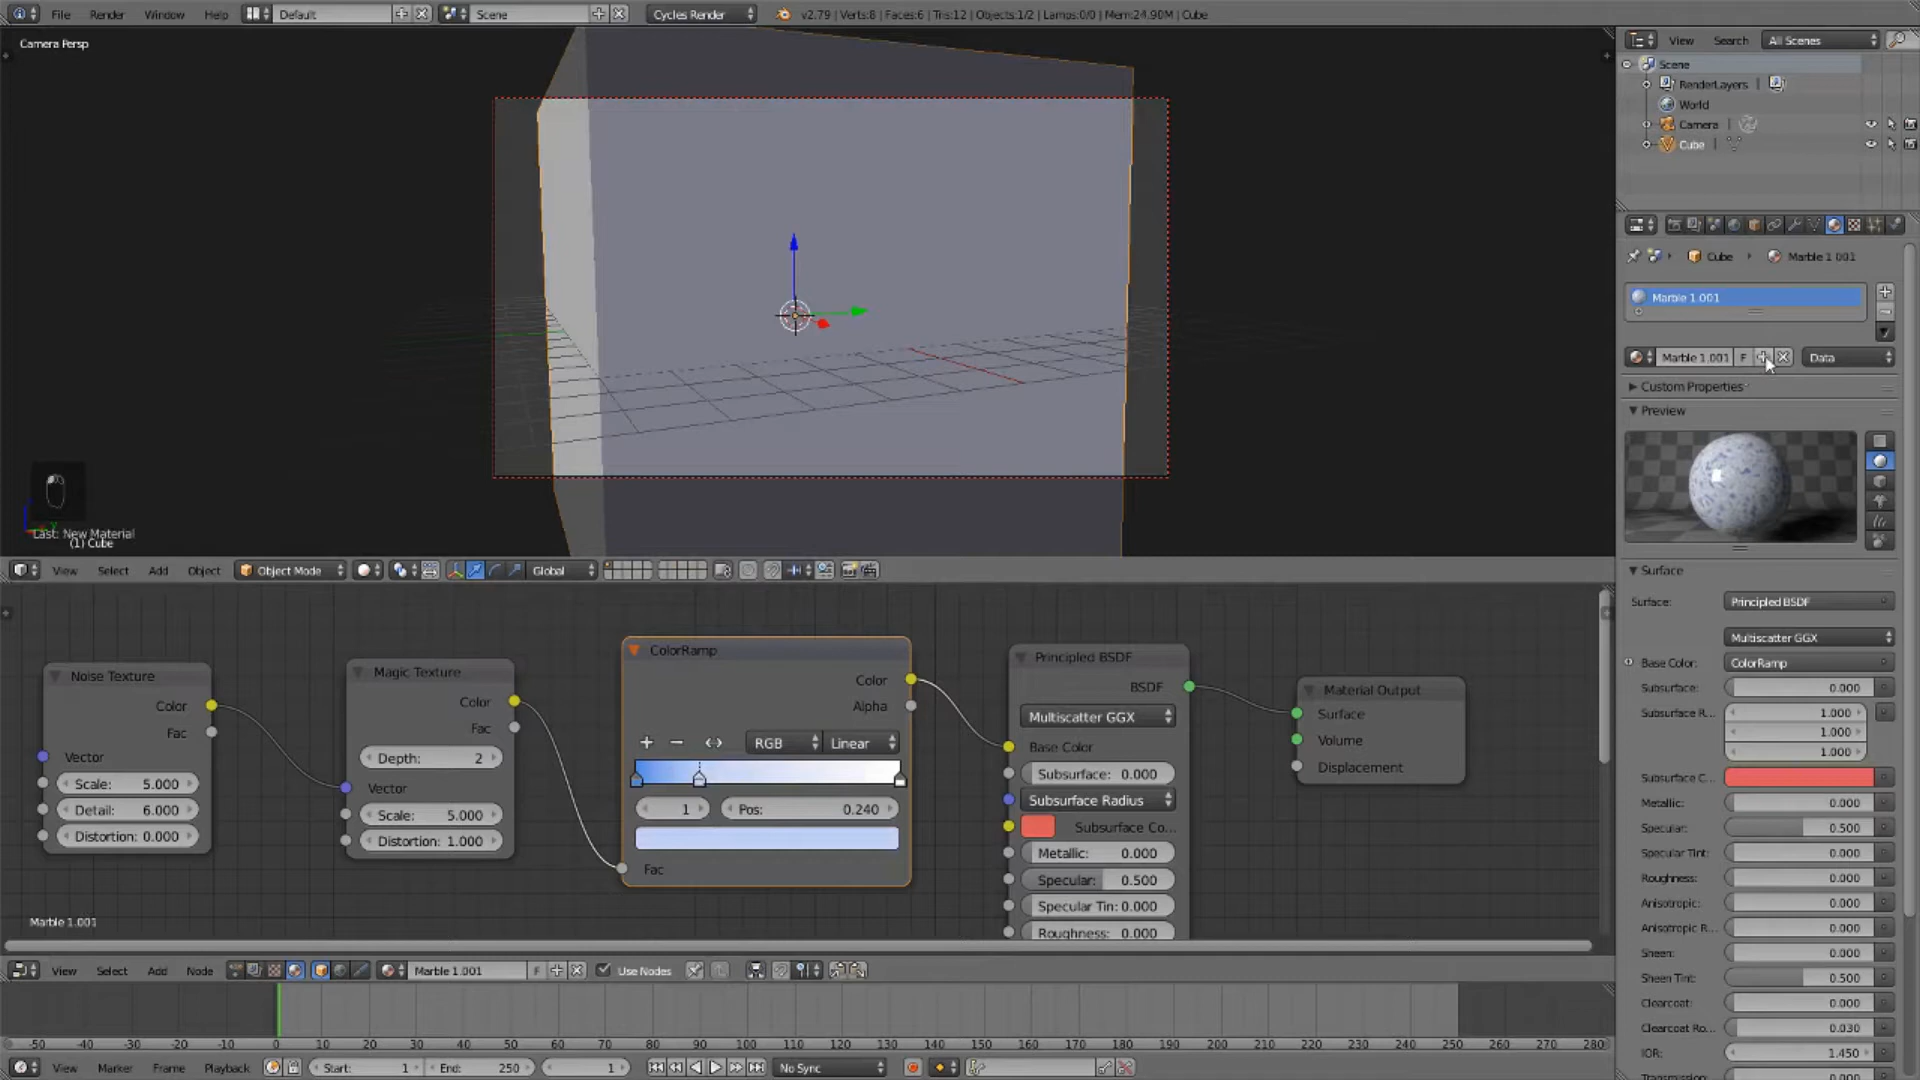 File Render Window Help Default Scene Cycles Render v2.79 | Verts:8 | Faces:6 | Tris:12 | Objects:1/2 | Lamps:0/0 | Mem:24.90M | Cube
Camera Persp
Last: New Material
(1) Cube
View Select Add Object Object Mode Global
Noise Texture
Color
Fac
Vector
Scale: 5.000
Detail: 6.000
Distortion: 0.000
Magic Texture
Color
Fac
Depth: 2
Vector
Scale: 5.000
Distortion: 1.000
ColorRamp
Color
Alpha
RGB Linear
1 Pos: 0.240
Fac
Principled BSDF
BSDF
Multiscatter GGX
Base Color
Subsurface: 0.000
Subsurface Radius
Subsurface Co...
Metallic: 0.000
Specular: 0.500
Specular Tin: 0.000
Roughness: 0.000
Material Output
Surface
Volume
Displacement
Marble 1.001
View Select Add Node Marble 1.001 F Use Nodes
-50 -40 -30 -20 -10 0 10 20 30 40 50 60 70 80 90 100 110 120 130 140 150 160 170 180 190 200 210 220 230 240 250 260 270 280
View Marker Frame Playback Start: 1 End: 250 1 No Sync
View Search All Scenes
Scene
RenderLayers |
World
Camera |
Cube |
Cube Marble 1.001
Marble 1.001
Marble 1.001 F Data
Custom Properties
Preview
Surface
Surface: Principled BSDF
Multiscatter GGX
Base Color: ColorRamp
Subsurface: 0.000
Subsurface R... 1.000
1.000
1.000
Subsurface C...
Metallic: 0.000
Specular: 0.500
Specular Tint: 0.000
Roughness: 0.000
Anisotropic: 0.000
Anisotropic R... 0.000
Sheen: 0.000
Sheen Tint: 0.500
Clearcoat: 0.000
Clearcoat Ro... 0.030
IOR: 1.450